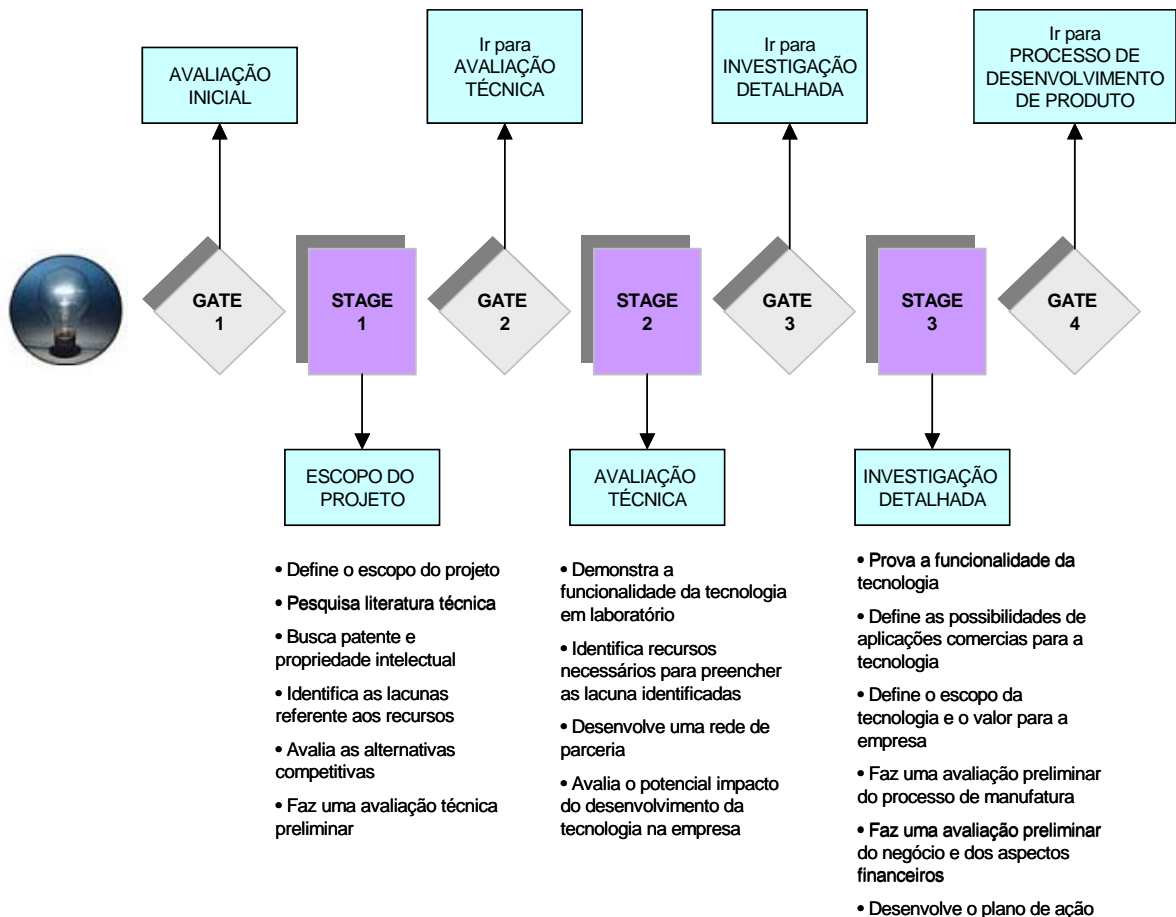 AVALIAÇÃO
INICIAL
Ir para
AVALIAÇÃO
TÉCNICA
Ir para
INVESTIGAÇÃO
DETALHADA
Ir para
PROCESSO DE
DESENVOLVIMENTO
DE PRODUTO
GATE
1
STAGE
1
GATE
2
STAGE
2
GATE
3
STAGE
3
GATE
4
ESCOPO DO
PROJETO
• Define o escopo do projeto
• Pesquisa literatura técnica
• Busca patente e
propriedade intelectual
• Identifica as lacunas
referente aos recursos
• Avalia as alternativas
competitivas
• Faz uma avaliação técnica
preliminar
AVALIAÇÃO
TÉCNICA
• Demonstra a
funcionalidade da tecnologia
em laboratório
• Identifica recursos
necessários para preencher
as lacuna identificadas
• Desenvolve uma rede de
parceria
• Avalia o potencial impacto
do desenvolvimento da
tecnologia na empresa
INVESTIGAÇÃO
DETALHADA
• Prova a funcionalidade da
tecnologia
• Define as possibilidades de
aplicações comercias para a
tecnologia
• Define o escopo da
tecnologia e o valor para a
empresa
• Faz uma avaliação preliminar
do processo de manufatura
• Faz uma avaliação preliminar
do negócio e dos aspectos
financeiros
• Desenvolve o plano de ação